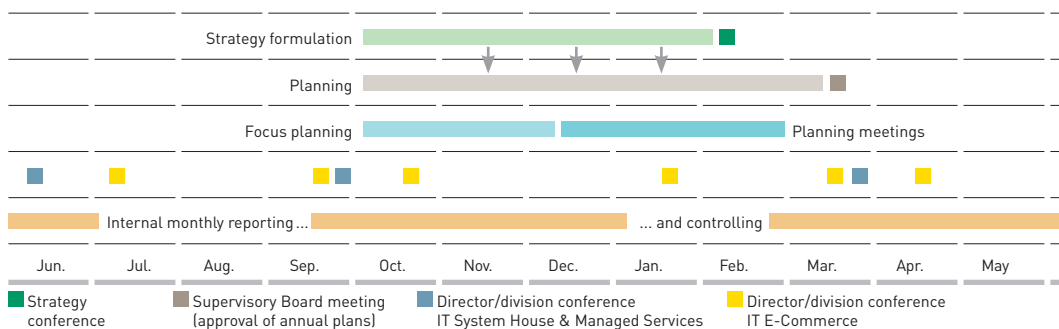 Strategy formulation
Planning
Focus planning
Planning meetings
Internal monthly reporting ...
... and controlling
Jun.
Jul.
Aug.
Sep.
Oct.
Nov.
Dec.
Jan.
Feb.
Mar.
Apr.
May
Strategy
conference
Supervisory Board meeting
(approval of annual plans)
Director/division conference
IT System House & Managed Services
Director/division conference
IT E-Commerce